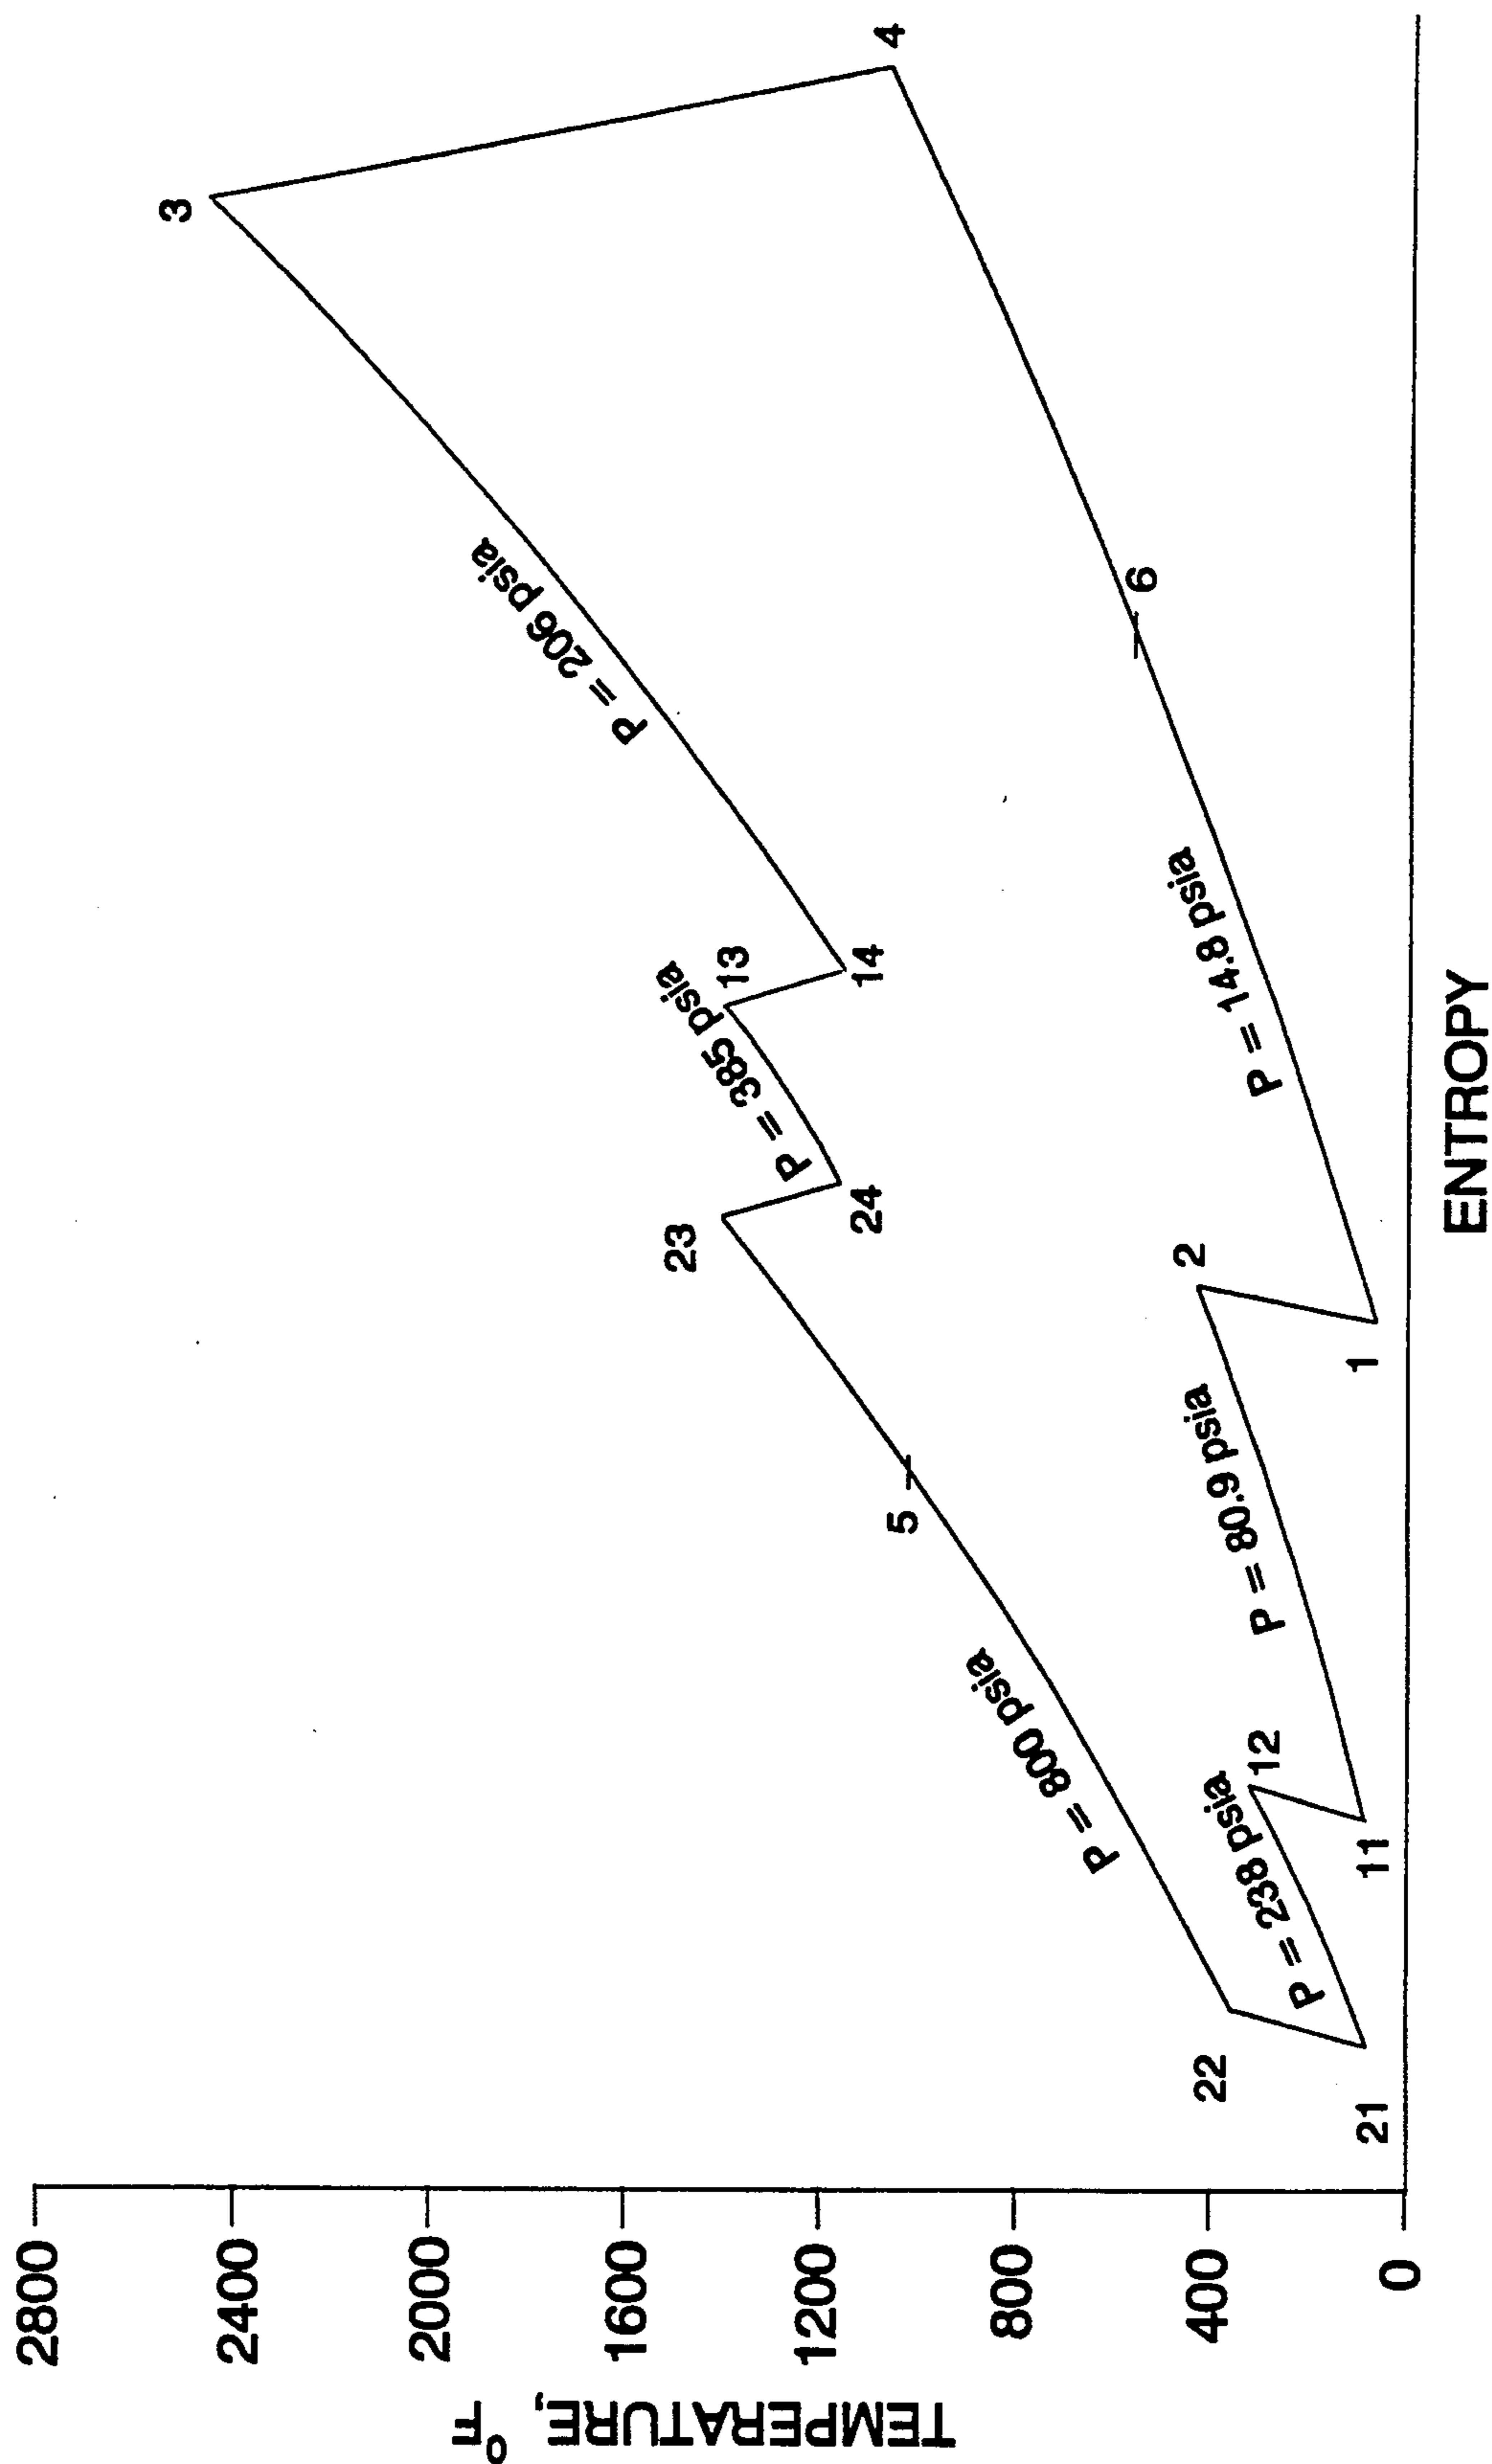 TEMPERATURE, °F
2800
2400
2000
1600
1200
800
400
0
3
4
P = 206 psia
13
14
P = 385 psia
23
24
6
P = 14.8 psia
5
2
1
P = 80.9 psia
P = 800 psia
12
11
P = 238 psia
22
21
ENTROPY